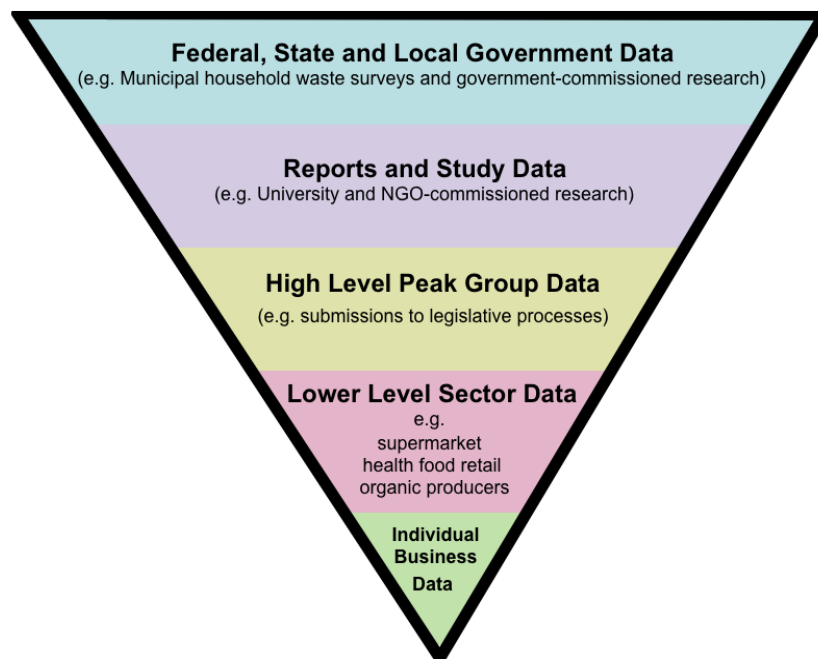 Federal, State and Local Government Data
(e.g. Municipal household waste surveys and government-commissioned research)
Reports and Study Data
(e.g. University and NGO-commissioned research)
High Level Peak Group Data
(e.g. submissions to legislative processes)
Lower Level Sector Data
e.g.
supermarket
health food retail
organic producers
Individual
Business
Data